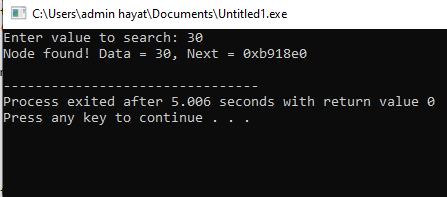 C:\Users\admin hayat\Documents\Untitled1.exe
Enter value to search: 30
Node found! Data = 30, Next = 0xb918e0
--------------------------------
Process exited after 5.006 seconds with return value 0
Press any key to continue . . .